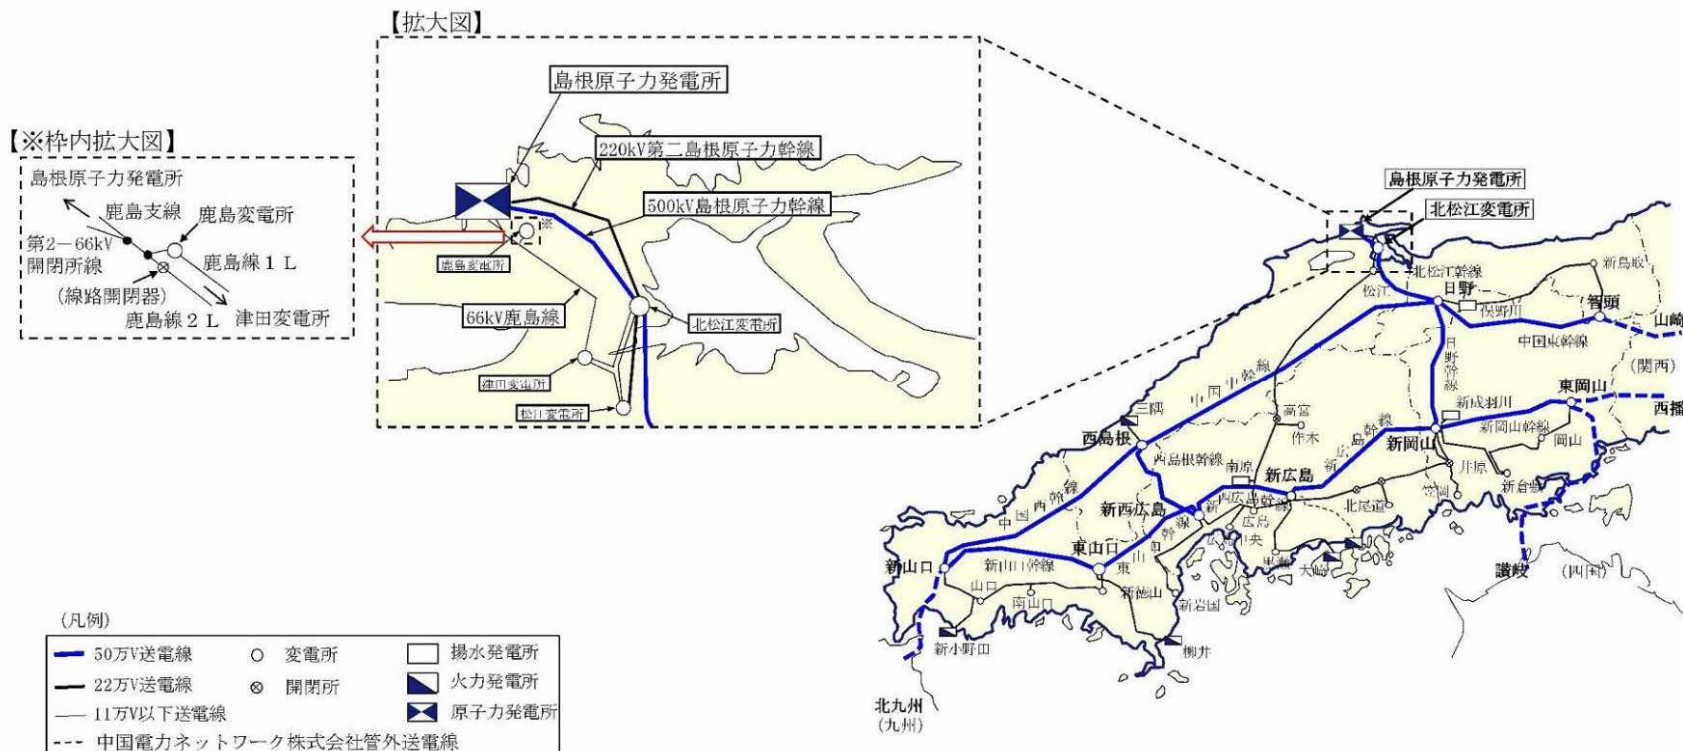 【拡大図】
島根原子力発電所
220kV第二島根原子力幹線
500kV島根原子力幹線
※
鹿島変電所
66kV鹿島線
北松江変電所
津田変電所
松江変電所
【※枠内拡大図】
島根原子力発電所
鹿島支線
鹿島変電所
第2－66kV
開閉所線
鹿島線1L
(線路開閉器)
鹿島線2L
津田変電所
島根原子力発電所
北松江変電所
北松江幹線
松江
日野
俣野川
新鳥取
智頭
山崎
中国東幹線
(関西)
日野幹線
東岡山
西播
新成羽川
新岡山幹線
岡山
新岡山
井原
笠岡
新倉敷
中国中幹線
三隅
高宮
作木
西島根
西島根幹線
南原
新広島
新広島幹線
新西広島
西広島
広島
広島中央
黒瀬
大崎
北尾道
中国西幹線
東山口
新山口
新山口幹線
山口
南山口
新徳山
新岩国
新小野田
柳井
讃岐
(四国)
北九州
(九州)
(凡例)
50万V送電線
変電所
揚水発電所
22万V送電線
開閉所
火力発電所
11万V以下送電線
原子力発電所
中国電力ネットワーク株式会社管外送電線